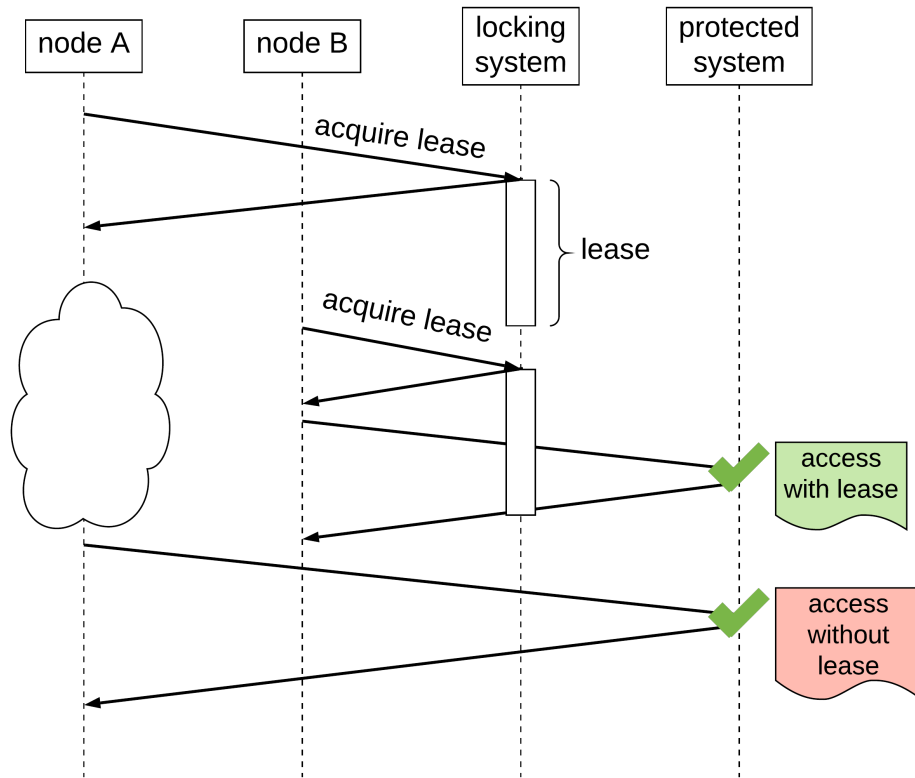 node A
node B
locking
system
protected
system
acquire lease
lease
acquire lease
access
with lease
access
without
lease